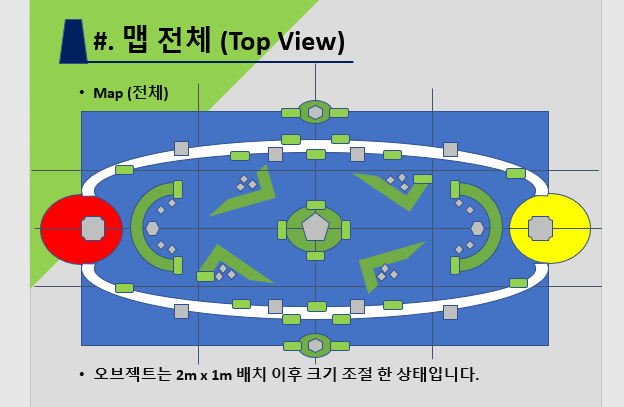 #. 맵 전체 (Top View)
• Map (전체)
• 오브젝트는 2m x 1m 배치 이후 크기 조절 한 상태입니다.